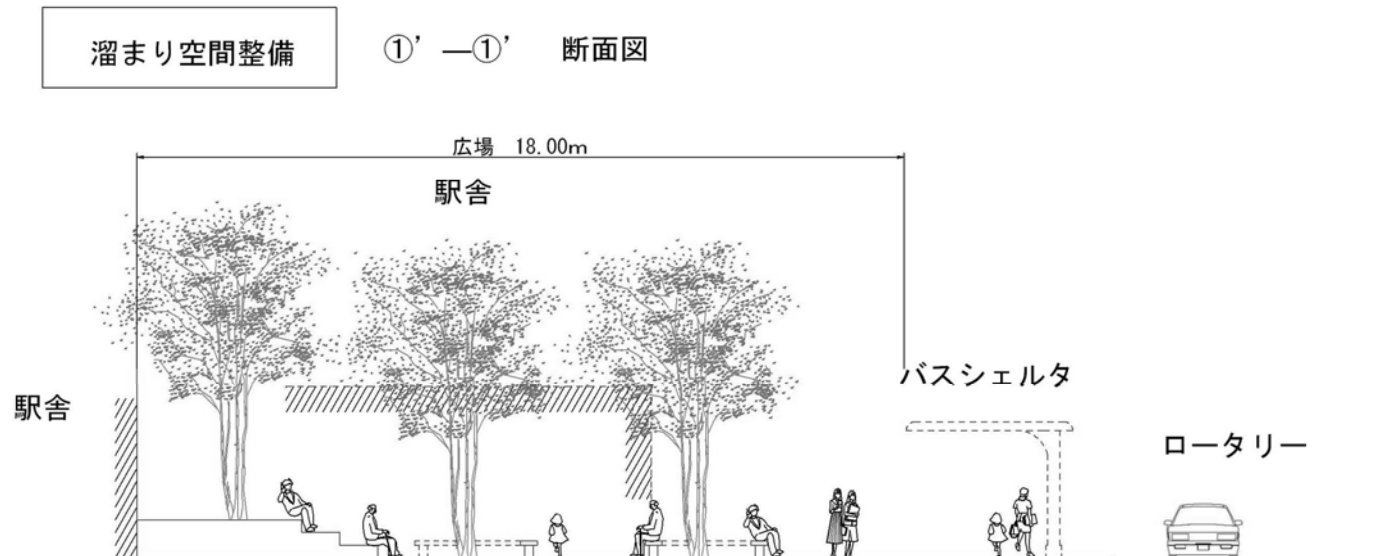 溜まり空間整備
①’ ―①’ 断面図
広場 18.00m
駅舎
バスシェルタ
駅舎
ロータリー